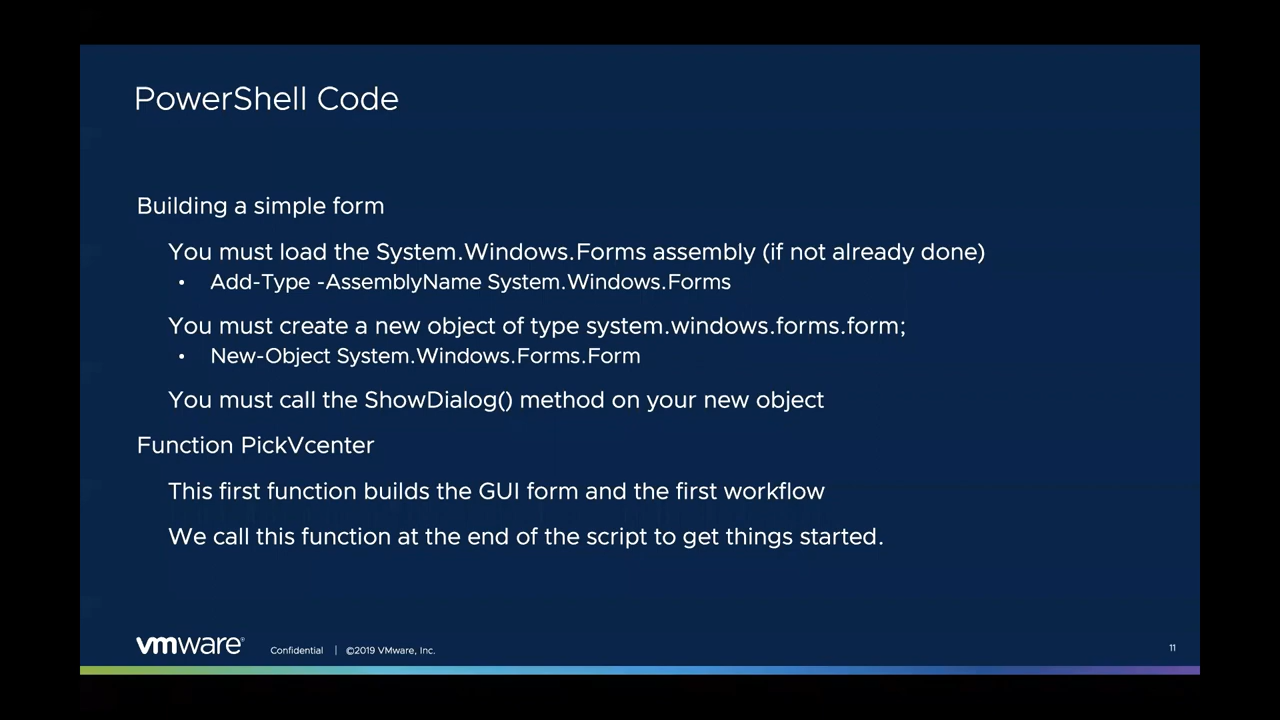 PowerShell Code
Building a simple form
You must load the System.Windows.Forms assembly (if not already done)
• Add-Type -AssemblyName System.Windows.Forms
You must create a new object of type system.windows.forms.form;
• New-Object System.Windows.Forms.Form
You must call the ShowDialog() method on your new object
Function PickVcenter
This first function builds the GUI form and the first workflow
We call this function at the end of the script to get things started.
vmware® Confidential | ©2019 VMware, Inc. 11